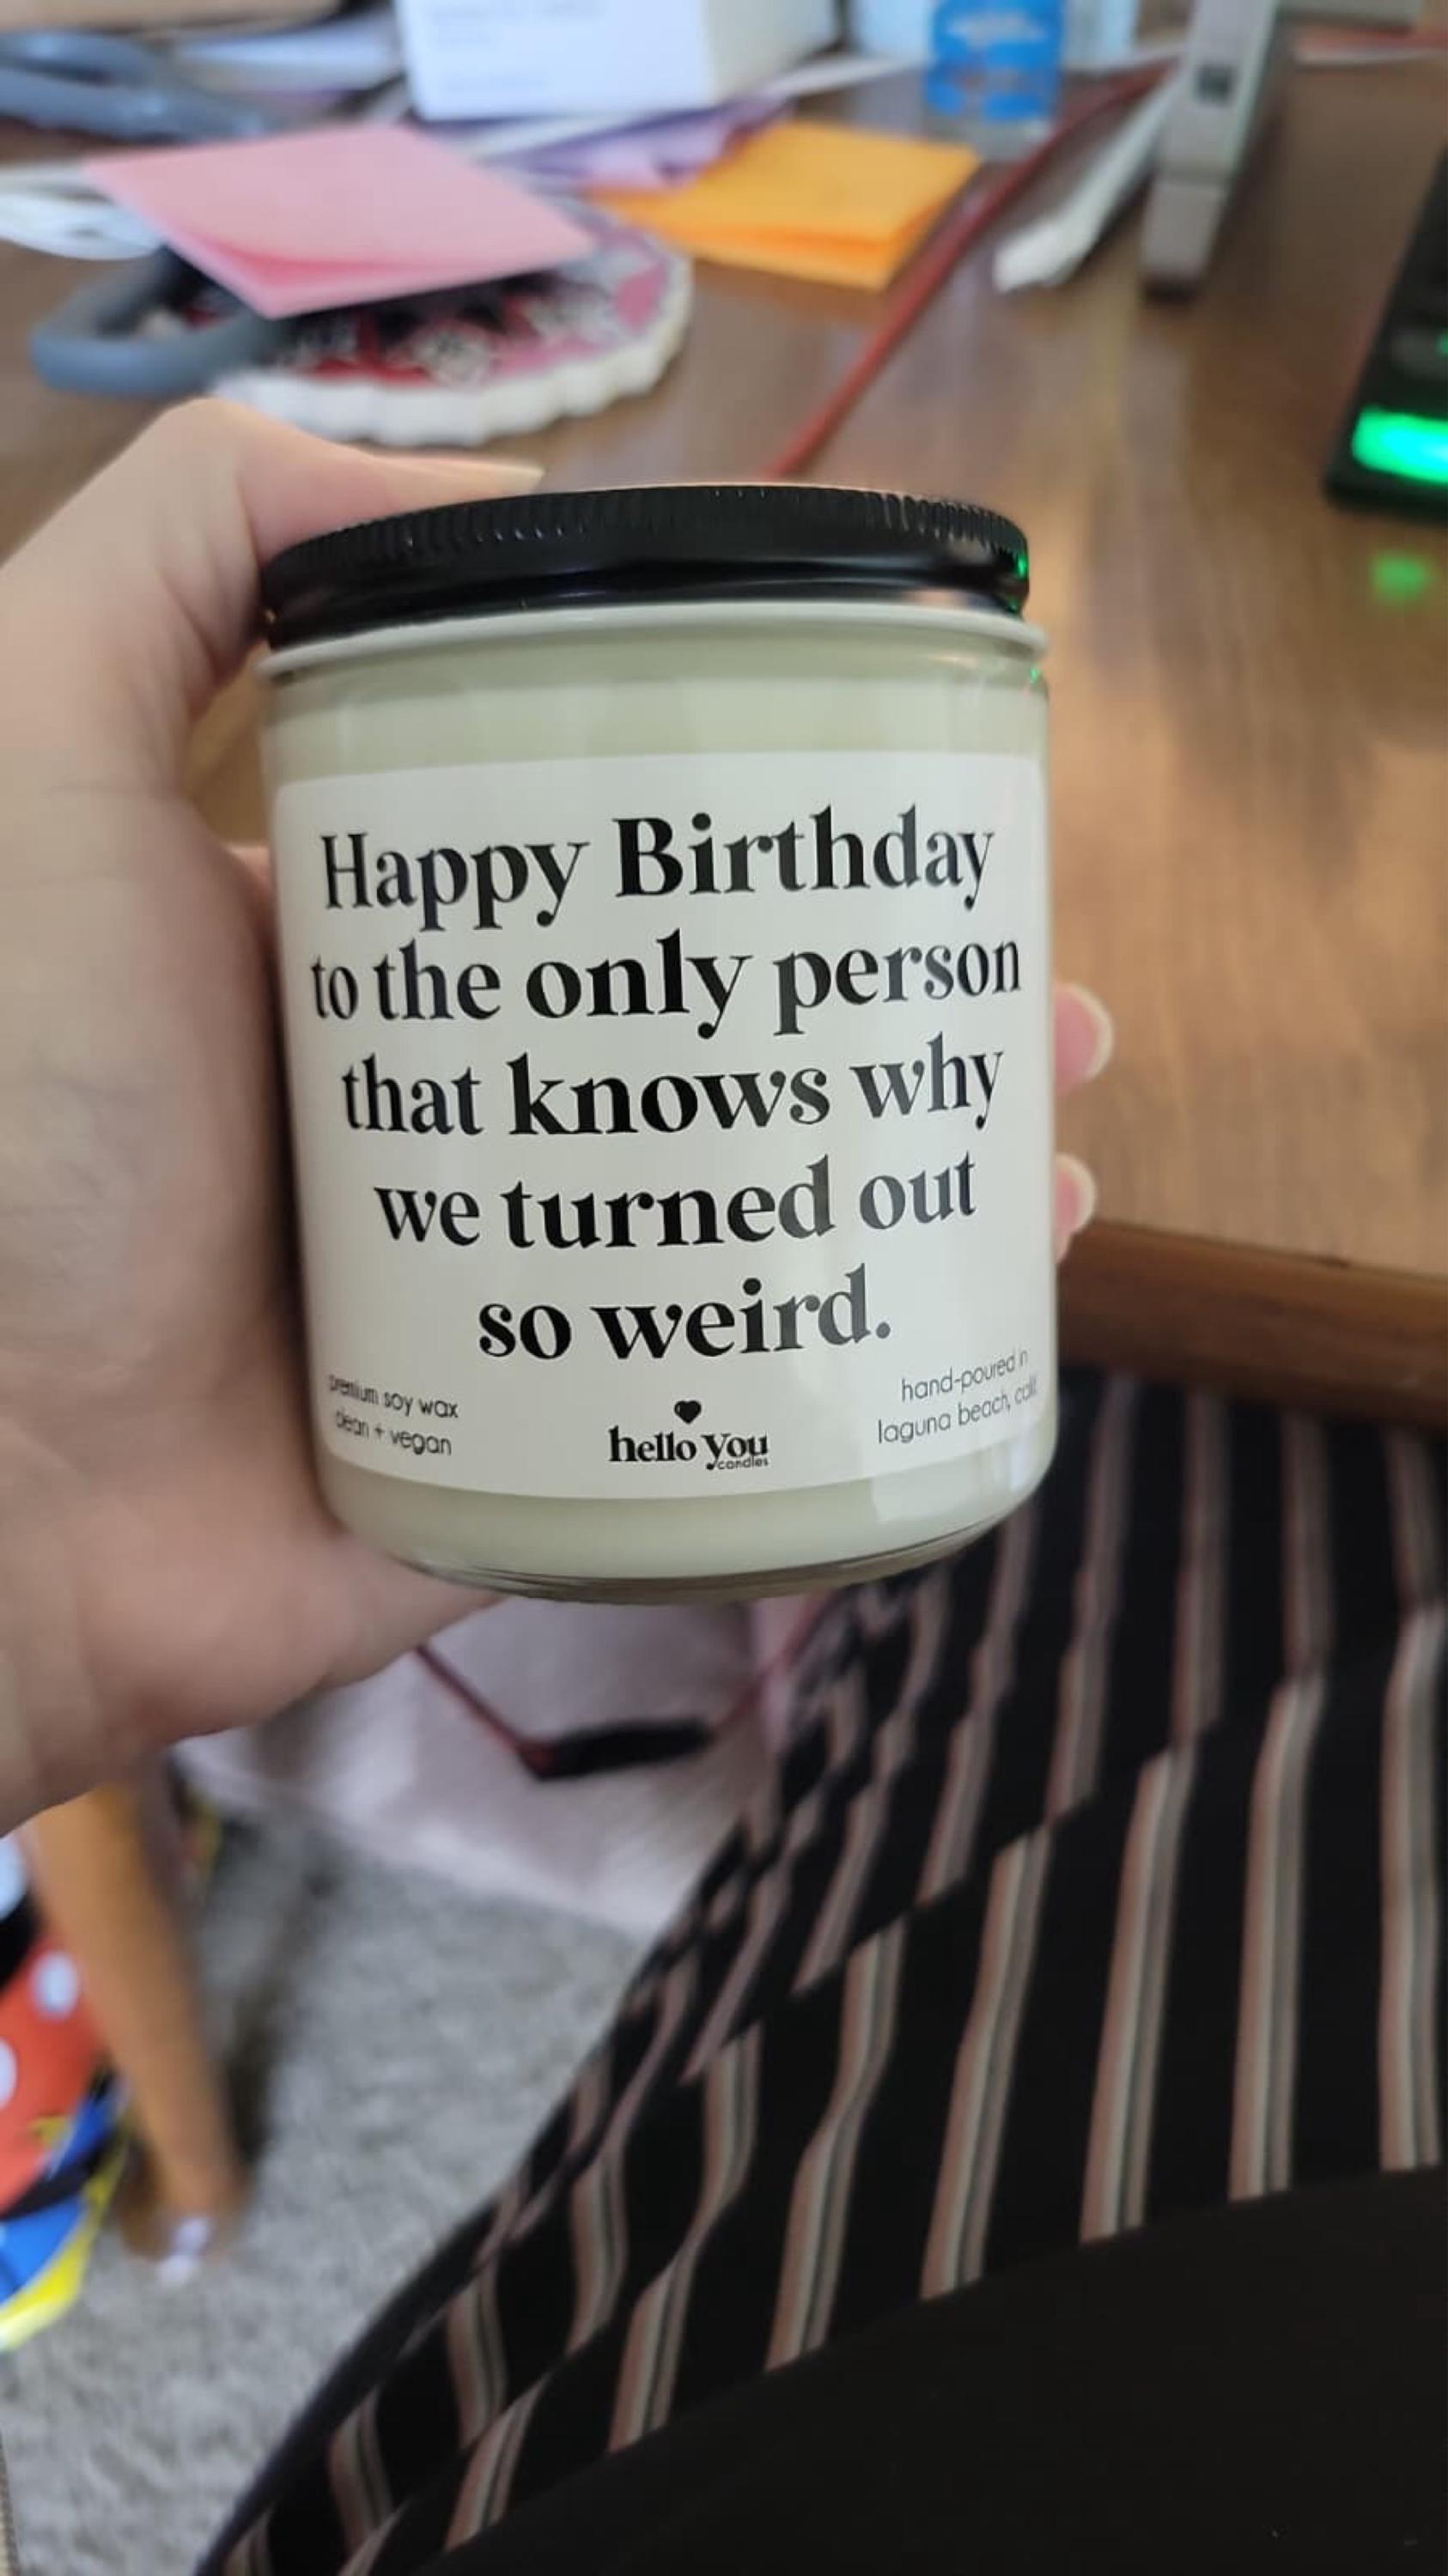 Happy Birthday
to the only person
that knows why
we turned out
so weird.
premium soy wax
clean + vegan
hello you
candles
hand-poured in
laguna beach,